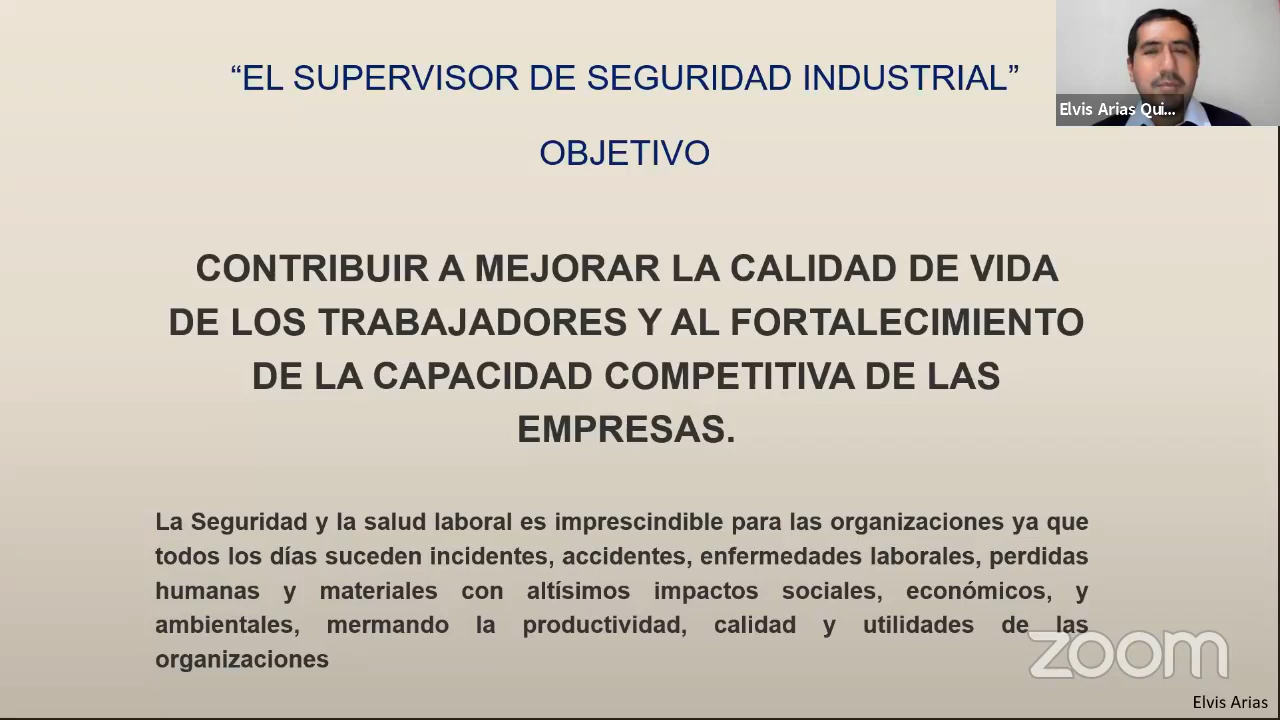 “EL SUPERVISOR DE SEGURIDAD INDUSTRIAL”
Elvis Arias Qui...
OBJETIVO
CONTRIBUIR A MEJORAR LA CALIDAD DE VIDA
DE LOS TRABAJADORES Y AL FORTALECIMIENTO
DE LA CAPACIDAD COMPETITIVA DE LAS
EMPRESAS.
La Seguridad y la salud laboral es imprescindible para las organizaciones ya que
todos los días suceden incidentes, accidentes, enfermedades laborales, perdidas
humanas y materiales con altísimos impactos sociales, económicos, y
ambientales, mermando la productividad, calidad y utilidades de las
organizaciones
zoom
Elvis Arias